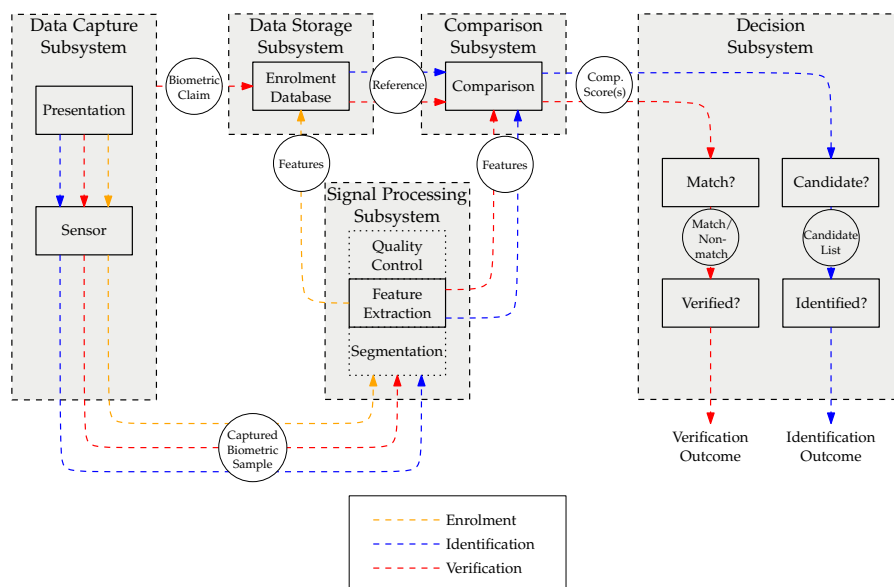 Data Capture
Subsystem
Data Storage
Subsystem
Comparison
Subsystem
Decision
Subsystem
Presentation
Biometric
Claim
Enrolment
Database
Reference
Comparison
Comp.
Score(s)
Features
Features
Match?
Candidate?
Sensor
Signal Processing
Subsystem
Quality
Control
Match/
Non-
match
Candidate
List
Feature
Extraction
Verified?
Identified?
Segmentation
Captured
Biometric
Sample
Verification
Outcome
Identification
Outcome
Enrolment
Identification
Verification